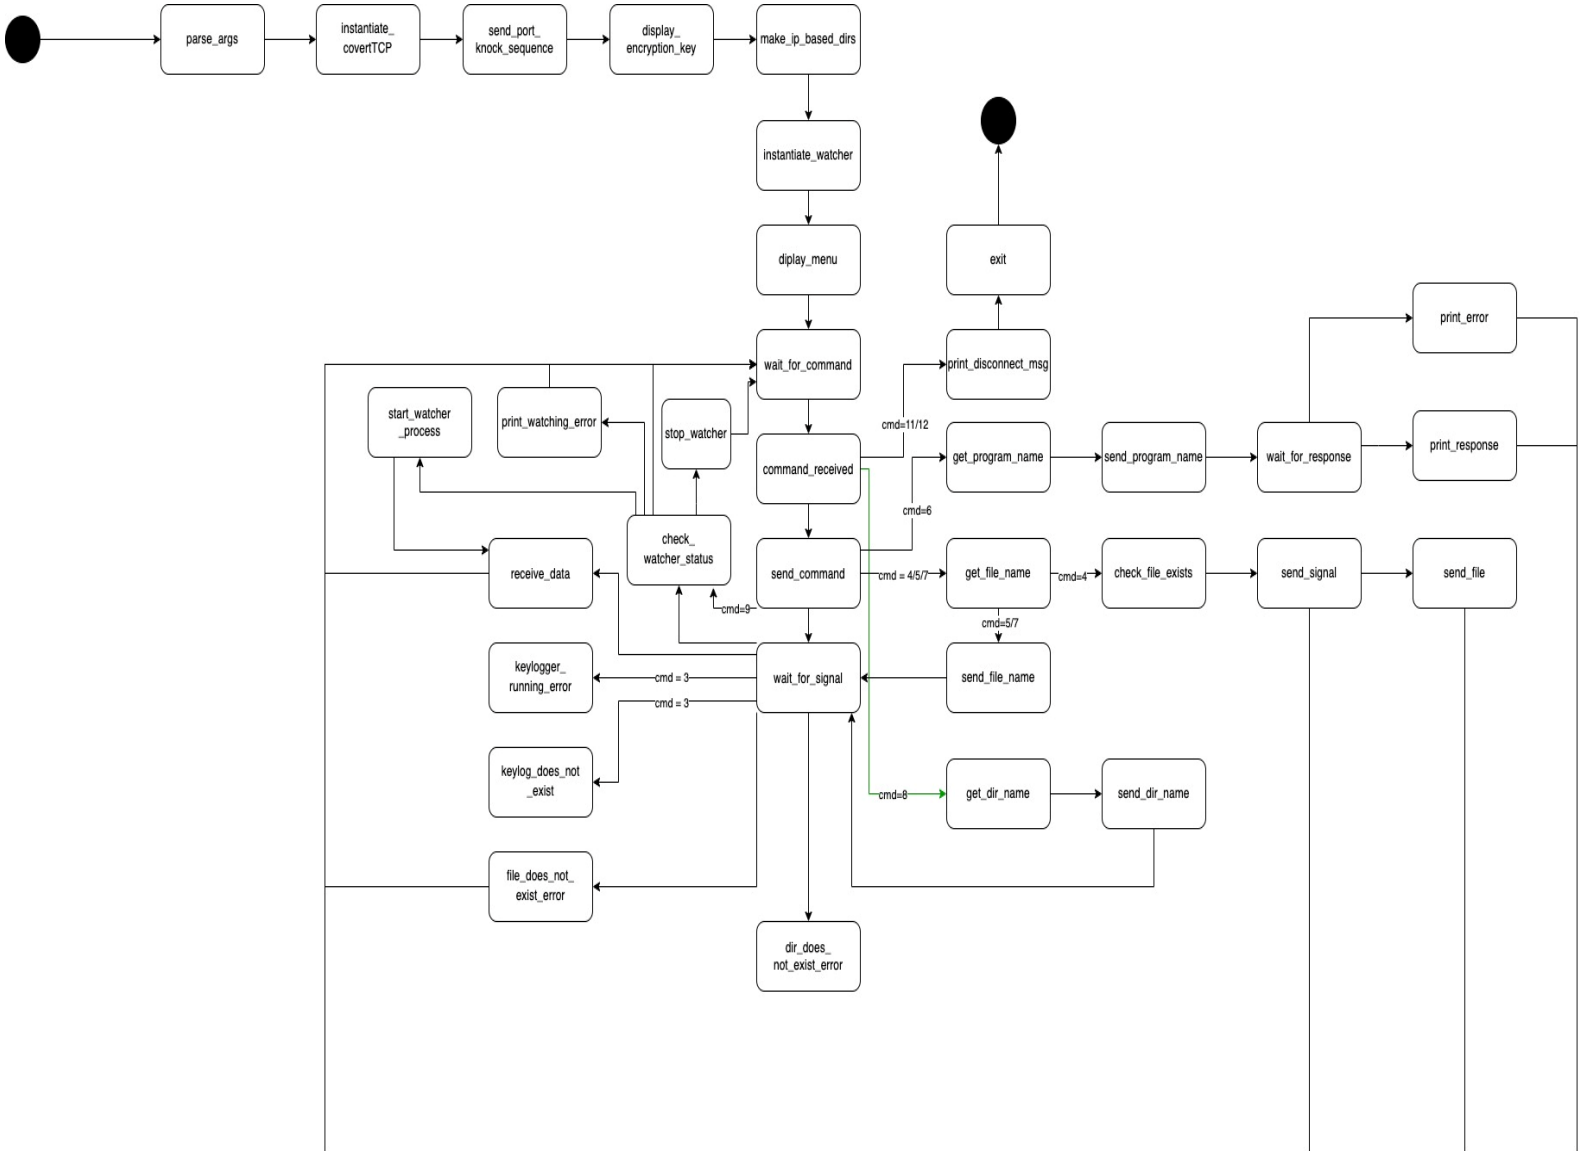 parse_args
instantiate_
covertTCP
send_port_
knock_sequence
display_
encryption_key
make_ip_based_dirs
instantiate_watcher
diplay_menu
exit
print_error
wait_for_command
print_disconnect_msg
start_watcher
_process
print_watching_error
stop_watcher
cmd=11/12
command_received
get_program_name
send_program_name
wait_for_response
print_response
cmd=6
check_
watcher_status
receive_data
send_command
cmd = 4/5/7
get_file_name
cmd=4
check_file_exists
send_signal
send_file
cmd=9
cmd=5/7
keylogger_
running_error
cmd = 3
wait_for_signal
send_file_name
cmd = 3
keylog_does_not
_exist
cmd=8
get_dir_name
send_dir_name
file_does_not_
exist_error
dir_does_
not_exist_error